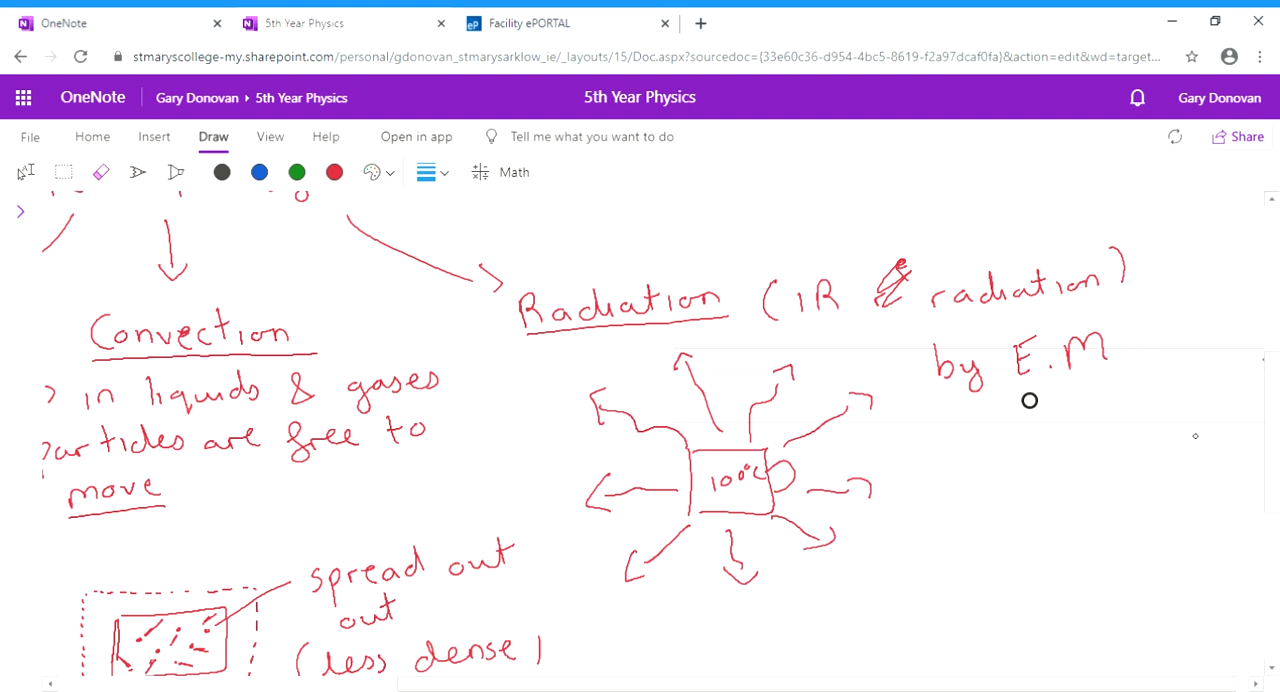 OneNote
5th Year Physics
Facility ePORTAL
stmaryscollege-my.sharepoint.com/personal/gdonovan_stmarysarklow_ie/_layouts/15/Doc.aspx?sourcedoc={33e60c36-d954-4bc5-8619-f2a97dcaf0fa}&action=edit&wd=target...
OneNote
Gary Donovan › 5th Year Physics
5th Year Physics
Gary Donovan
File Home Insert Draw View Help Open in app Tell me what you want to do
Share
Math
Radiation (IR radiation)
by E.M
Convection
in liquids & gases
particles are free to
move
100°C
spread out
out
(less dense)